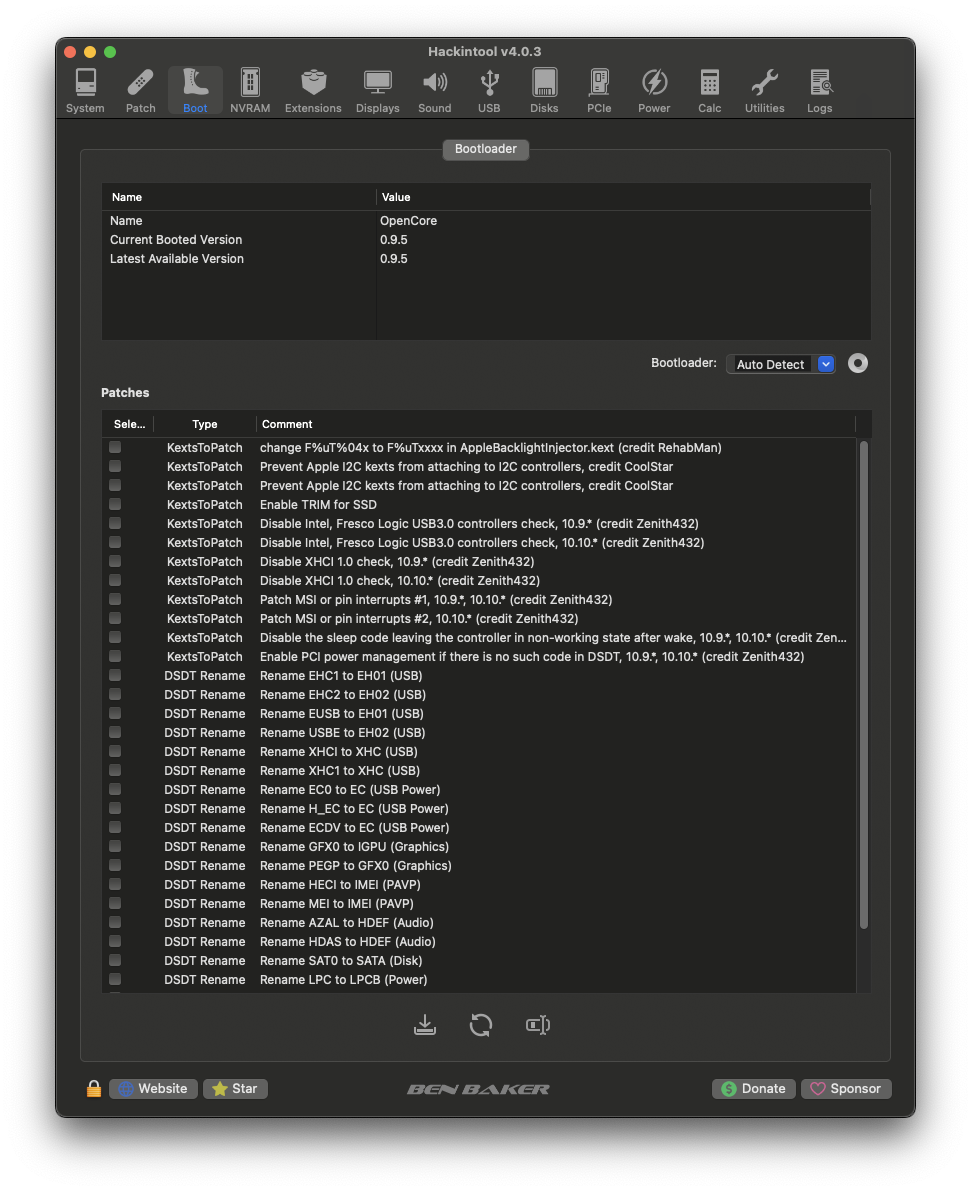 Hackintool v4.0.3
System Patch Boot NVRAM Extensions Displays Sound USB Disks PCIe Power Calc Utilities Logs
Bootloader
Name Value
Name OpenCore
Current Booted Version 0.9.5
Latest Available Version 0.9.5
Bootloader: Auto Detect
Patches
Sele... Type Comment
KextsToPatch change F%uT%04x to F%uTxxxx in AppleBacklightInjector.kext (credit RehabMan)
KextsToPatch Prevent Apple I2C kexts from attaching to I2C controllers, credit CoolStar
KextsToPatch Prevent Apple I2C kexts from attaching to I2C controllers, credit CoolStar
KextsToPatch Enable TRIM for SSD
KextsToPatch Disable Intel, Fresco Logic USB3.0 controllers check, 10.9.* (credit Zenith432)
KextsToPatch Disable Intel, Fresco Logic USB3.0 controllers check, 10.10.* (credit Zenith432)
KextsToPatch Disable XHCI 1.0 check, 10.9.* (credit Zenith432)
KextsToPatch Disable XHCI 1.0 check, 10.10.* (credit Zenith432)
KextsToPatch Patch MSI or pin interrupts #1, 10.9.*, 10.10.* (credit Zenith432)
KextsToPatch Patch MSI or pin interrupts #2, 10.10.* (credit Zenith432)
KextsToPatch Disable the sleep code leaving the controller in non-working state after wake, 10.9.*, 10.10.* (credit Zen...
KextsToPatch Enable PCI power management if there is no such code in DSDT, 10.9.*, 10.10.* (credit Zenith432)
DSDT Rename Rename EHC1 to EH01 (USB)
DSDT Rename Rename EHC2 to EH02 (USB)
DSDT Rename Rename EUSB to EH01 (USB)
DSDT Rename Rename USBE to EH02 (USB)
DSDT Rename Rename XHCI to XHC (USB)
DSDT Rename Rename XHC1 to XHC (USB)
DSDT Rename Rename EC0 to EC (USB Power)
DSDT Rename Rename H_EC to EC (USB Power)
DSDT Rename Rename ECDV to EC (USB Power)
DSDT Rename Rename GFX0 to IGPU (Graphics)
DSDT Rename Rename PEGP to GFX0 (Graphics)
DSDT Rename Rename HECI to IMEI (PAVP)
DSDT Rename Rename MEI to IMEI (PAVP)
DSDT Rename Rename AZAL to HDEF (Audio)
DSDT Rename Rename HDAS to HDEF (Audio)
DSDT Rename Rename SAT0 to SATA (Disk)
DSDT Rename Rename LPC to LPCB (Power)
Website Star BEN BAKER Donate Sponsor